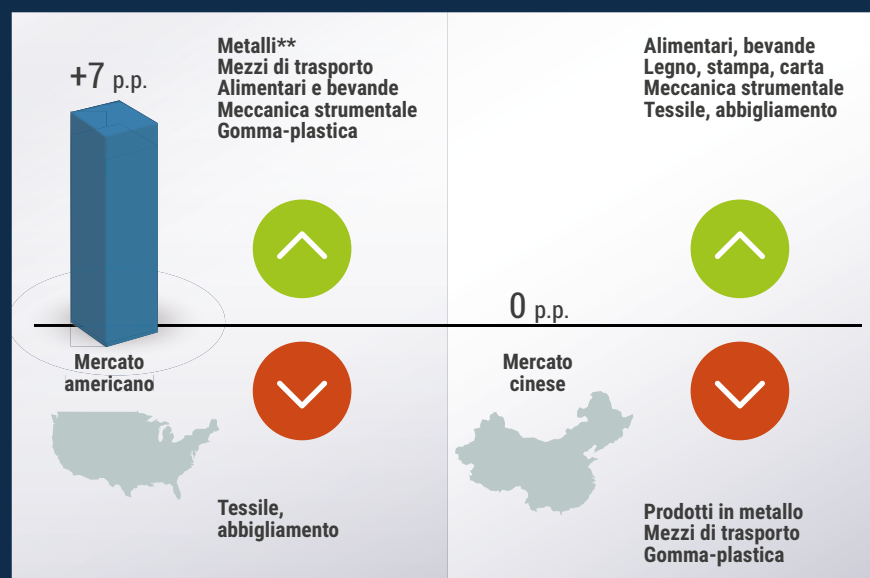 +7 p.p.
Metalli**
Mezzi di trasporto
Alimentari e bevande
Meccanica strumentale
Gomma-plastica
Mercato
americano
Tessile,
abbigliamento
Alimentari, bevande
Legno, stampa, carta
Meccanica strumentale
Tessile, abbigliamento
0 p.p.
Mercato
cinese
Prodotti in metallo
Mezzi di trasporto
Gomma-plastica